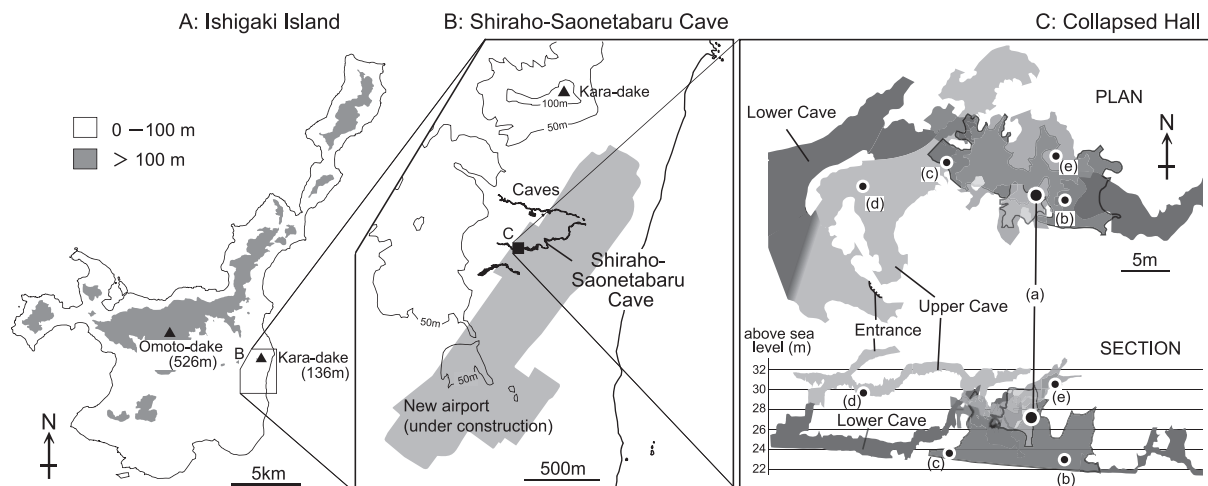 A: Ishigaki Island
0 – 100 m
> 100 m
Omoto-dake
(526m)
B
Kara-dake
(136m)
N
5km
B: Shiraho-Saonetabaru Cave
Kara-dake
100m
50m
Caves
C
Shiraho-
Saonetabaru
Cave
50m
50m
New airport
(under construction)
500m
C: Collapsed Hall
PLAN
Lower Cave
N
(c)
(e)
(d)
(b)
5m
(a)
Upper Cave
Entrance
above sea
level (m)
SECTION
32
30
28
26
24
22
(d)
(e)
Lower Cave
(c)
(b)